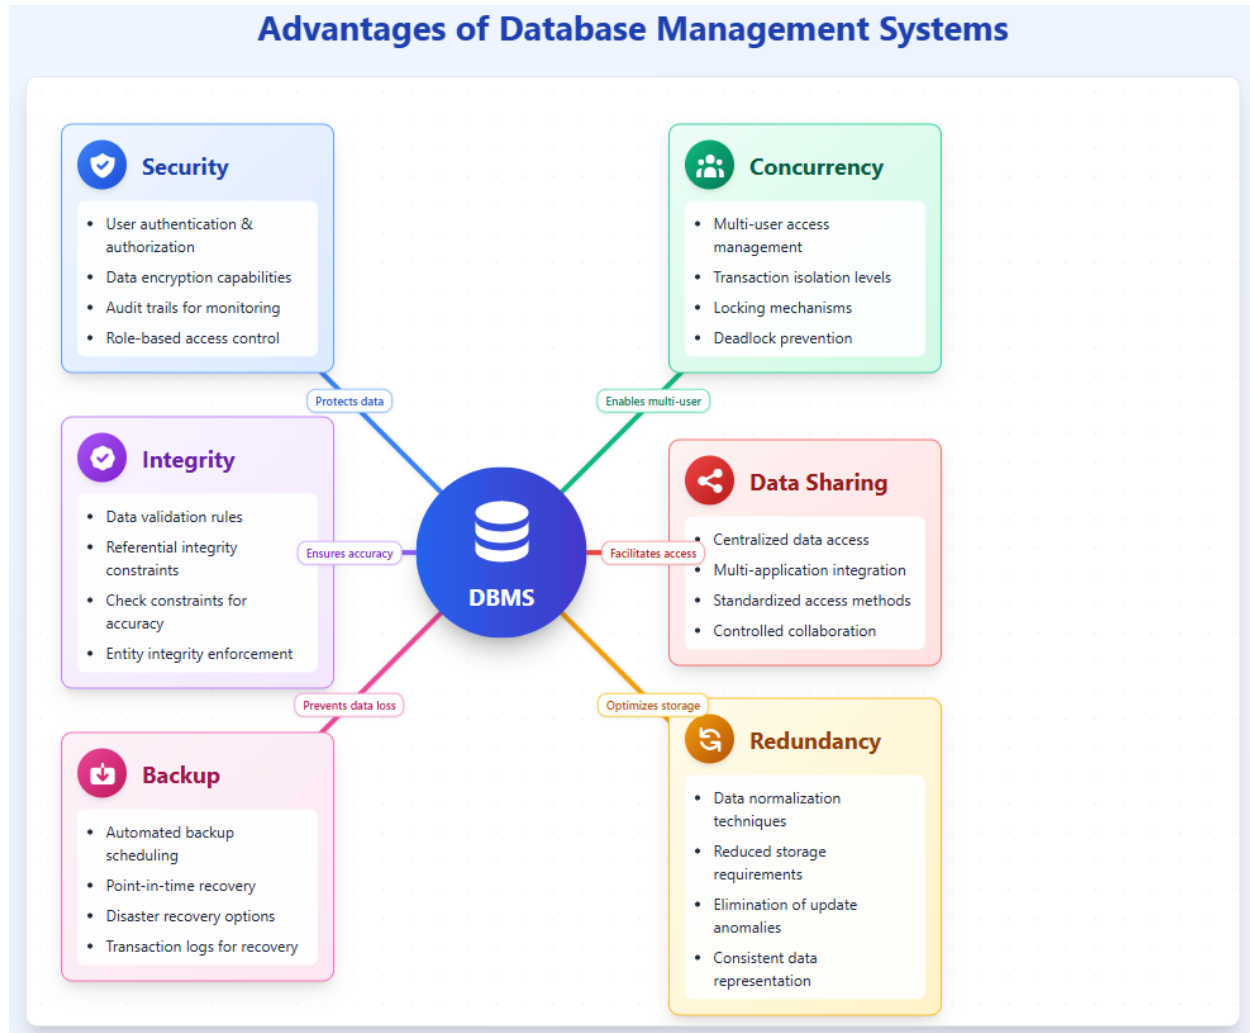 Advantages of Database Management Systems
Security
• User authentication &
authorization
• Data encryption capabilities
• Audit trails for monitoring
• Role-based access control
Protects data
Integrity
• Data validation rules
• Referential integrity
constraints
• Check constraints for
accuracy
• Entity integrity enforcement
Ensures accuracy
Prevents data loss
Backup
• Automated backup
scheduling
• Point-in-time recovery
• Disaster recovery options
• Transaction logs for recovery
DBMS
Concurrency
• Multi-user access
management
• Transaction isolation levels
• Locking mechanisms
• Deadlock prevention
Enables multi-user
Data Sharing
• Centralized data access
• Multi-application integration
• Standardized access methods
• Controlled collaboration
Facilitates access
Optimizes storage
Redundancy
• Data normalization
techniques
• Reduced storage
requirements
• Elimination of update
anomalies
• Consistent data
representation